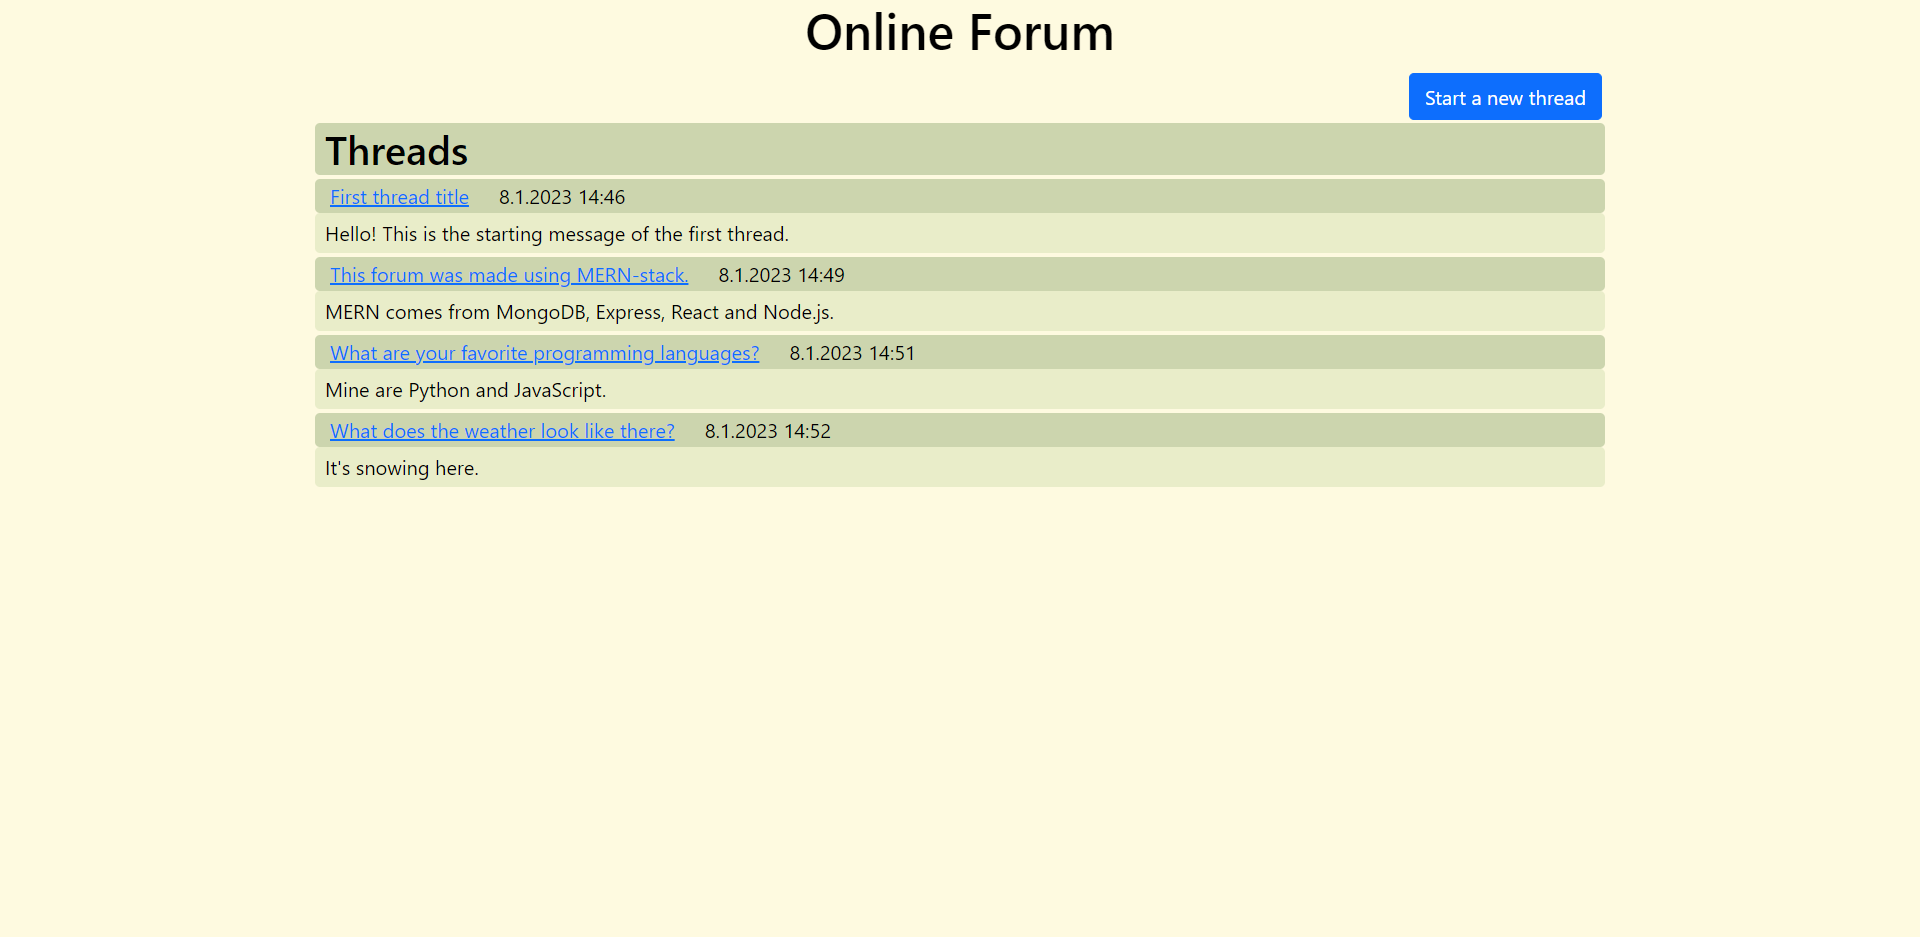 Online Forum
Start a new thread
Threads
First thread title 8.1.2023 14:46
Hello! This is the starting message of the first thread.
This forum was made using MERN-stack. 8.1.2023 14:49
MERN comes from MongoDB, Express, React and Node.js.
What are your favorite programming languages? 8.1.2023 14:51
Mine are Python and JavaScript.
What does the weather look like there? 8.1.2023 14:52
It's snowing here.